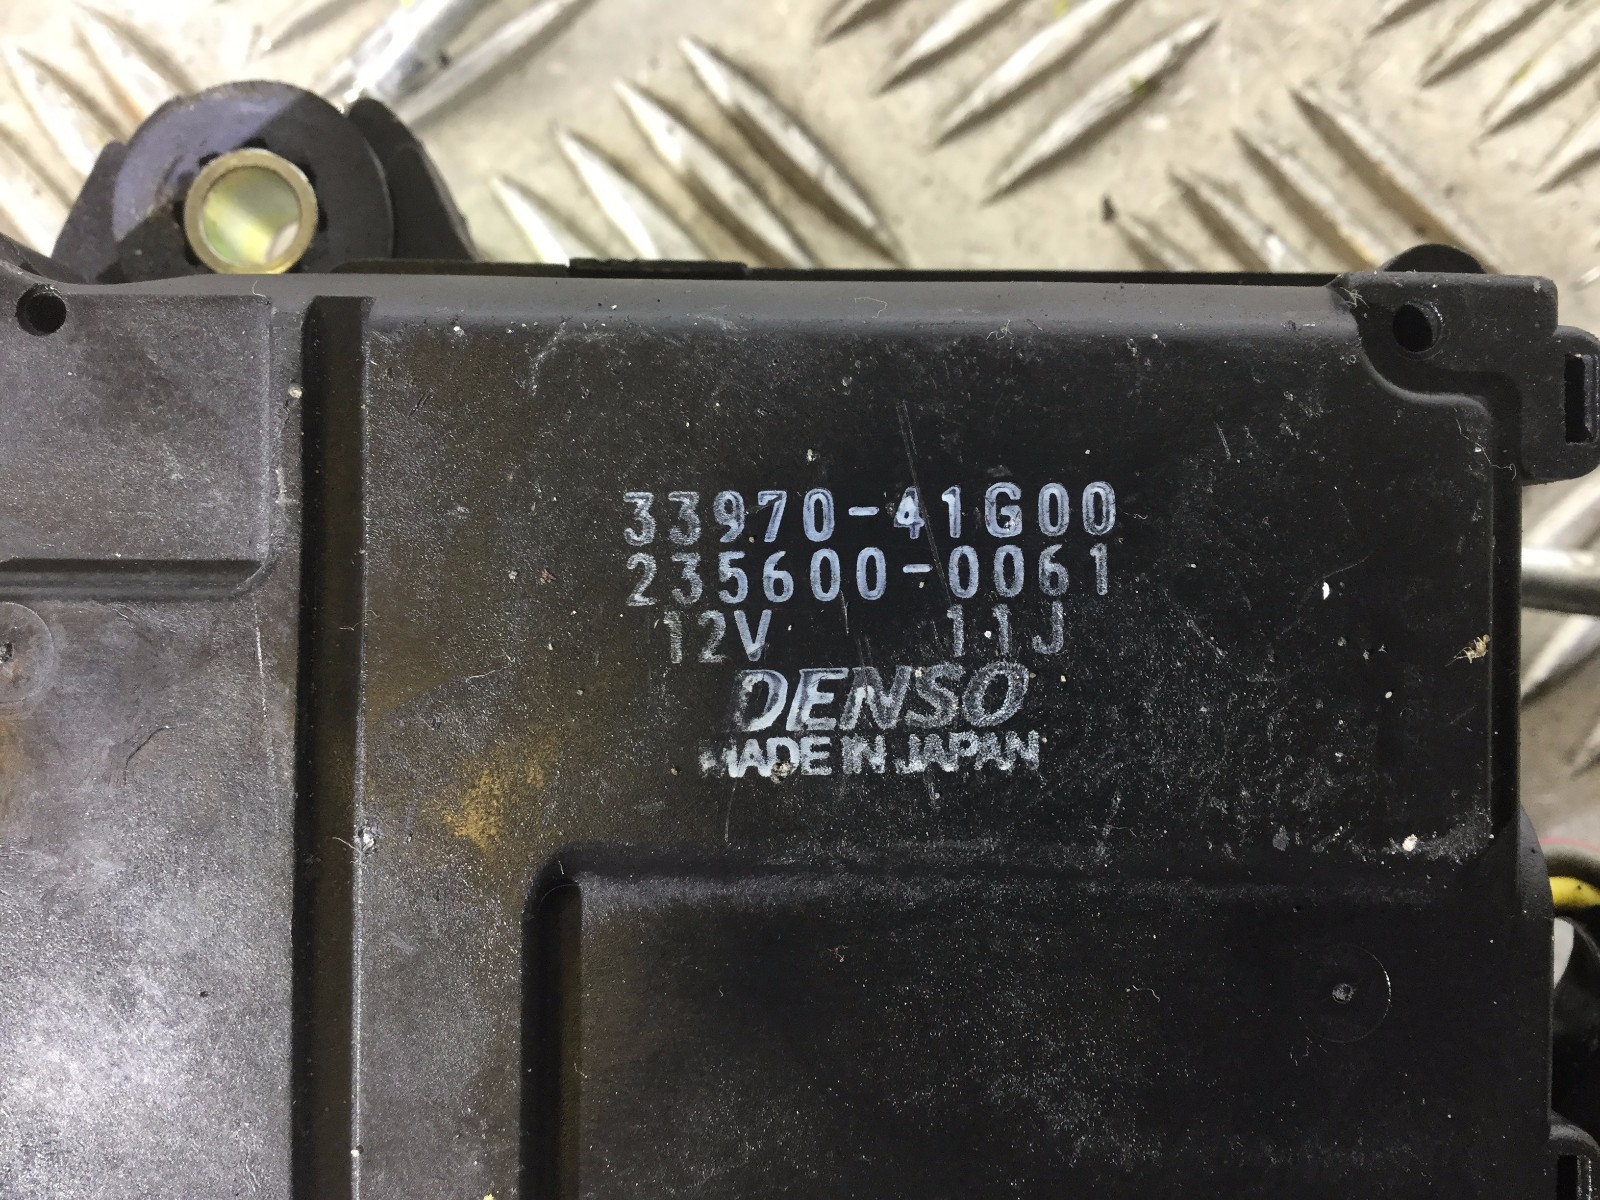 33970-41G00
235600-0061
12V 11J
DENSO
MADE IN JAPAN